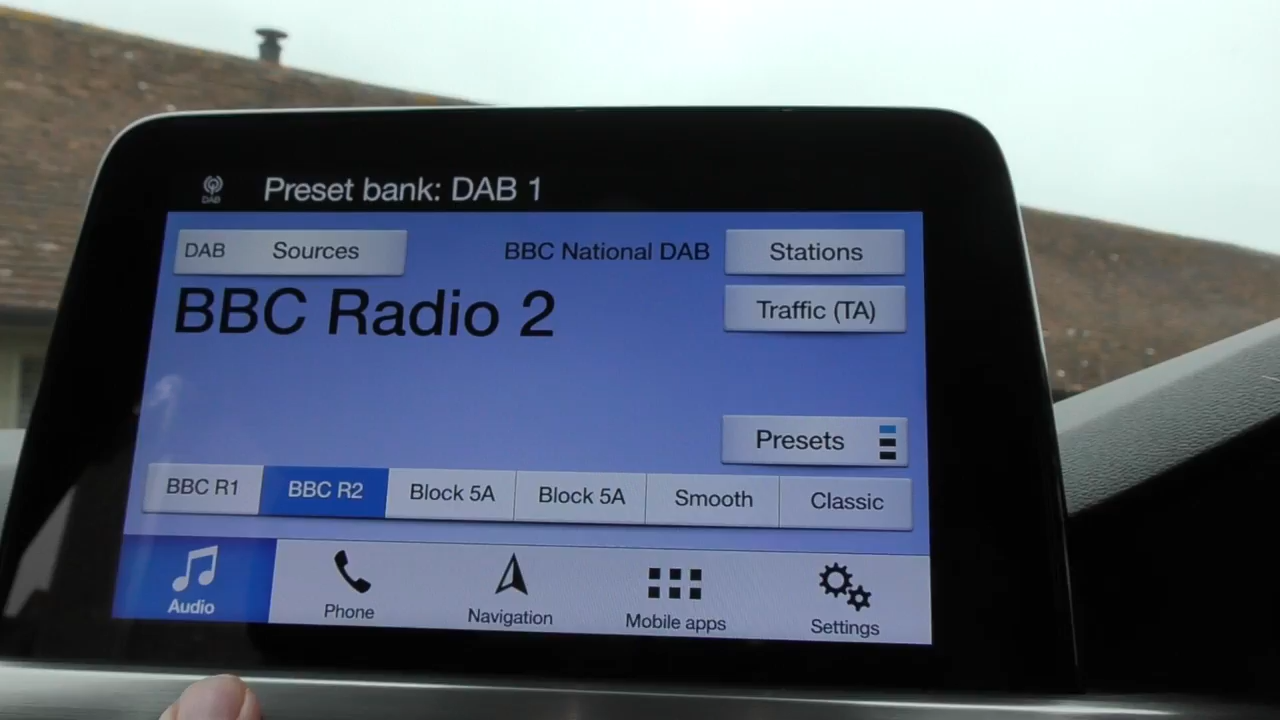 DAB
Preset bank: DAB 1
DAB Sources
BBC National DAB
Stations
BBC Radio 2
Traffic (TA)
Presets
BBC R1
BBC R2
Block 5A
Block 5A
Smooth
Classic
Audio
Phone
Navigation
Mobile apps
Settings